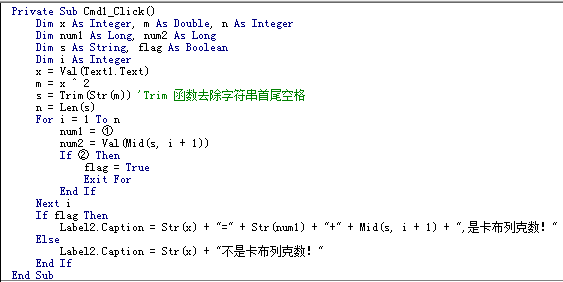 Private Sub Cmd1_Click()
    Dim x As Integer, m As Double, n As Integer
    Dim num1 As Long, num2 As Long
    Dim s As String, flag As Boolean
    Dim i As Integer
    x = Val(Text1.Text)
    m = x ^ 2
    s = Trim(Str(m)) 'Trim 函数去除字符串首尾空格
    n = Len(s)
    For i = 1 To n
        num1 = ①
        num2 = Val(Mid(s, i + 1))
        If ② Then
            flag = True
            Exit For
        End If
    Next i
    If flag Then
        Label2.Caption = Str(x) + "=" + Str(num1) + "+" + Mid(s, i + 1) + ",是卡布列克数！"
    Else
        Label2.Caption = Str(x) + "不是卡布列克数！"
    End If
End Sub